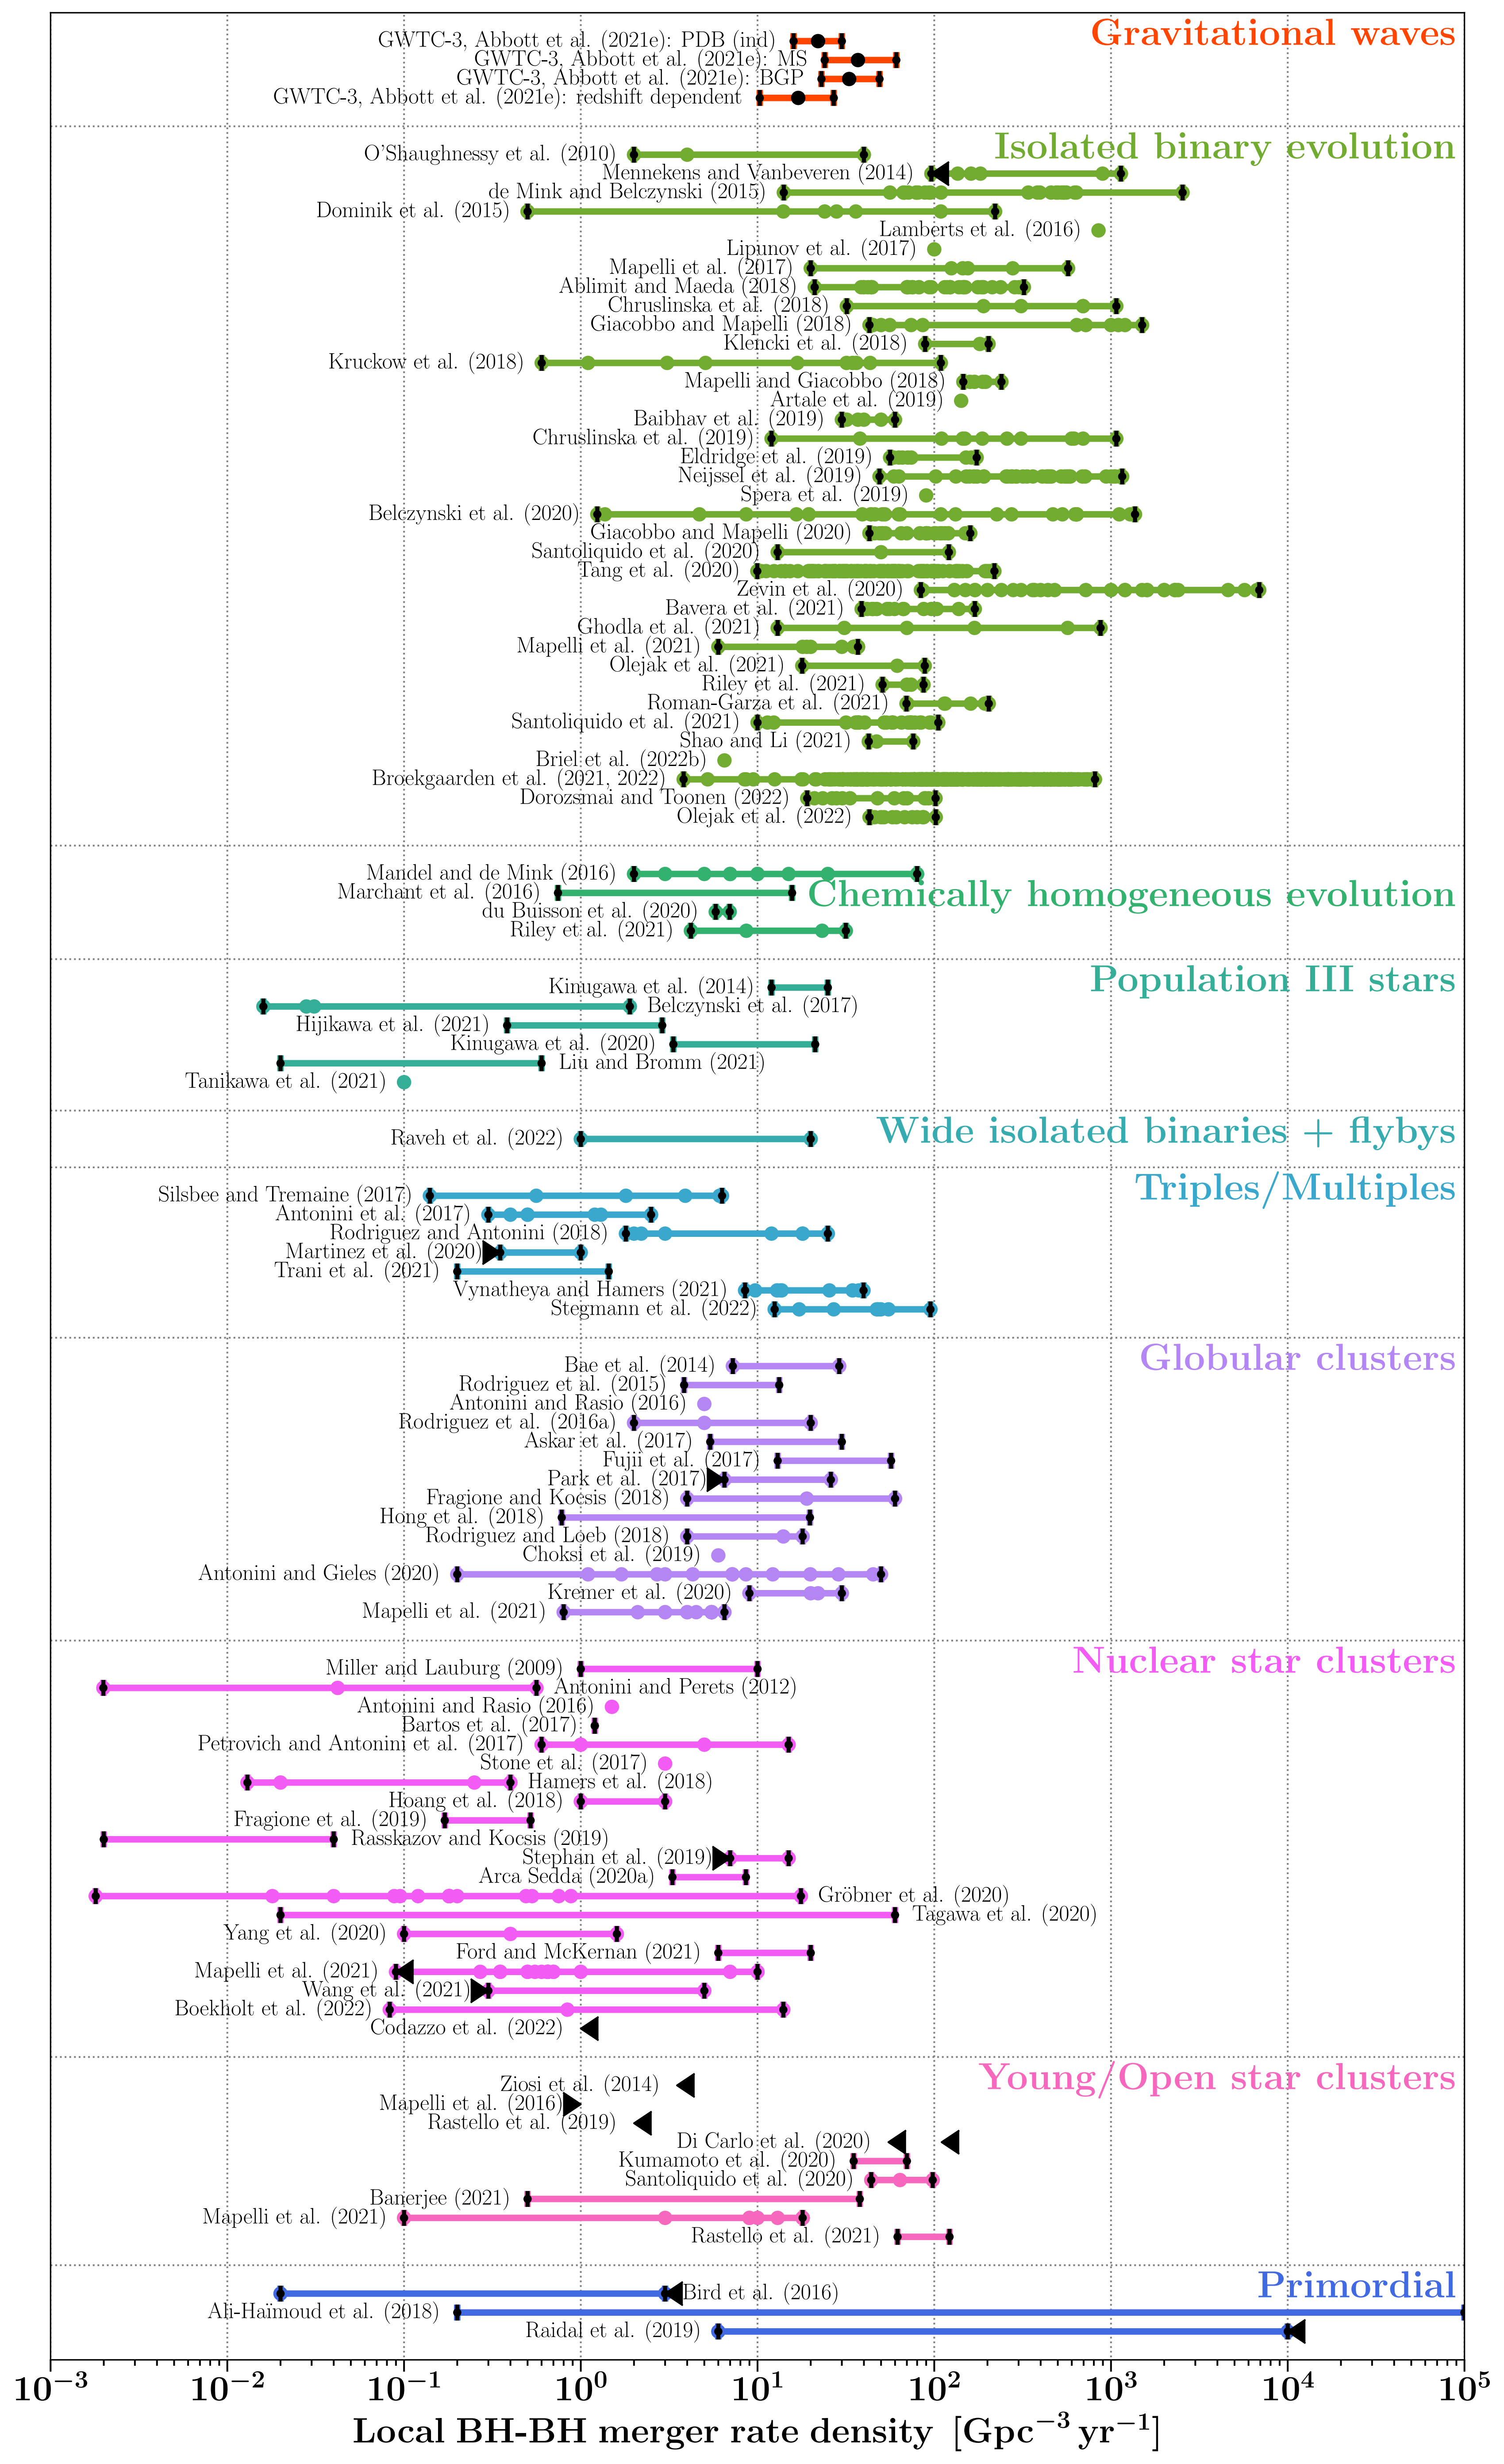 Gravitational waves
GWTC-3, Abbott et al. (2021e): PDB (ind)
GWTC-3, Abbott et al. (2021e): MS
GWTC-3, Abbott et al. (2021e): BGP
GWTC-3, Abbott et al. (2021e): redshift dependent
Isolated binary evolution
O'Shaughnessy et al. (2010)
Mennekens and Vanbeveren (2014)
de Mink and Belczynski (2015)
Dominik et al. (2015)
Lamberts et al. (2016)
Lipunov et al. (2017)
Mapelli et al. (2017)
Ablimit and Maeda (2018)
Chruslinska et al. (2018)
Giacobbo and Mapelli (2018)
Klencki et al. (2018)
Kruckow et al. (2018)
Mapelli and Giacobbo (2018)
Artale et al. (2019)
Baibhav et al. (2019)
Chruslinska et al. (2019)
Eldridge et al. (2019)
Neijssel et al. (2019)
Spera et al. (2019)
Belczynski et al. (2020)
Giacobbo and Mapelli (2020)
Santoliquido et al. (2020)
Tang et al. (2020)
Zevin et al. (2020)
Bavera et al. (2021)
Ghodla et al. (2021)
Mapelli et al. (2021)
Olejak et al. (2021)
Riley et al. (2021)
Roman-Garza et al. (2021)
Santoliquido et al. (2021)
Shao and Li (2021)
Briel et al. (2022b)
Broekgaarden et al. (2021, 2022)
Dorozsmai and Toonen (2022)
Olejak et al. (2022)
Mandel and de Mink (2016)
Chemically homogeneous evolution
Marchant et al. (2016)
du Buisson et al. (2020)
Riley et al. (2021)
Population III stars
Kinugawa et al. (2014)
Belczynski et al. (2017)
Hijikawa et al. (2021)
Kinugawa et al. (2020)
Liu and Bromm (2021)
Tanikawa et al. (2021)
Wide isolated binaries + flybys
Raveh et al. (2022)
Triples/Multiples
Silsbee and Tremaine (2017)
Antonini et al. (2017)
Rodriguez and Antonini (2018)
Martinez et al. (2020)
Trani et al. (2021)
Vynatheya and Hamers (2021)
Stegmann et al. (2022)
Globular clusters
Bae et al. (2014)
Rodriguez et al. (2015)
Antonini and Rasio (2016)
Rodriguez et al. (2016a)
Askar et al. (2017)
Fujii et al. (2017)
Park et al. (2017)
Fragione and Kocsis (2018)
Hong et al. (2018)
Rodriguez and Loeb (2018)
Choksi et al. (2019)
Antonini and Gieles (2020)
Kremer et al. (2020)
Mapelli et al. (2021)
Nuclear star clusters
Miller and Lauburg (2009)
Antonini and Perets (2012)
Antonini and Rasio (2016)
Bartos et al. (2017)
Petrovich and Antonini et al. (2017)
Stone et al. (2017)
Hamers et al. (2018)
Hoang et al. (2018)
Fragione et al. (2019)
Rasskazov and Kocsis (2019)
Stephan et al. (2019)
Arca Sedda (2020a)
Gröbner et al. (2020)
Tagawa et al. (2020)
Yang et al. (2020)
Ford and McKernan (2021)
Mapelli et al. (2021)
Wang et al. (2021)
Boekholt et al. (2022)
Codazzo et al. (2022)
Young/Open star clusters
Ziosi et al. (2014)
Mapelli et al. (2016)
Rastello et al. (2019)
Di Carlo et al. (2020)
Kumamoto et al. (2020)
Santoliquido et al. (2020)
Banerjee (2021)
Mapelli et al. (2021)
Rastello et al. (2021)
Primordial
Bird et al. (2016)
Ali-Haïmoud et al. (2018)
Raidal et al. (2019)
10⁻³ 10⁻² 10⁻¹ 10⁰ 10¹ 10² 10³ 10⁴ 10⁵
Local BH-BH merger rate density [Gpc⁻³ yr⁻¹]